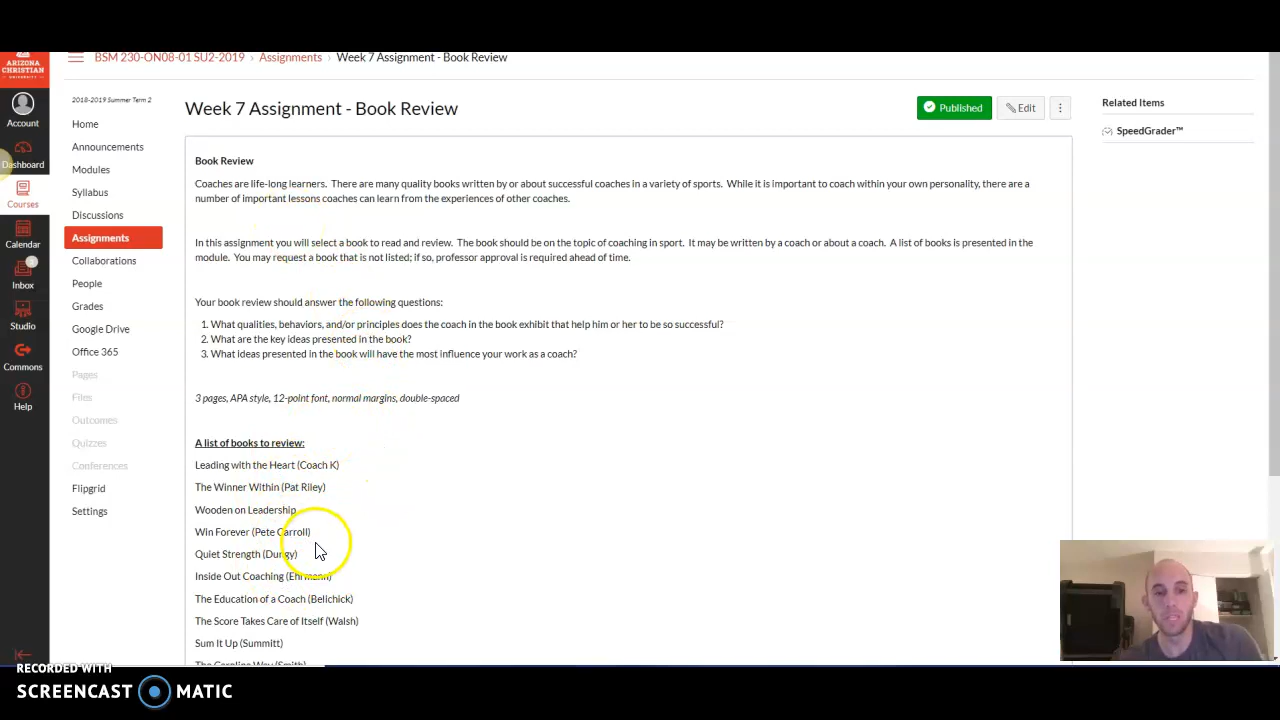 ARIZONA
CHRISTIAN
UNIVERSITY
BSM 230-ON08-01 SU2-2019 › Assignments › Week 7 Assignment - Book Review
Account
Dashboard
Courses
Calendar
2
Inbox
Studio
Commons
Help
2018-2019 Summer Term 2
Home
Announcements
Modules
Syllabus
Discussions
Assignments
Collaborations
People
Grades
Google Drive
Office 365
Pages
Files
Outcomes
Quizzes
Conferences
Flipgrid
Settings
Week 7 Assignment - Book Review
Published
Edit
Related Items
SpeedGrader™
Book Review
Coaches are life-long learners. There are many quality books written by or about successful coaches in a variety of sports. While it is important to coach within your own personality, there are a
number of important lessons coaches can learn from the experiences of other coaches.
In this assignment you will select a book to read and review. The book should be on the topic of coaching in sport. It may be written by a coach or about a coach. A list of books is presented in the
module. You may request a book that is not listed; if so, professor approval is required ahead of time.
Your book review should answer the following questions:
1. What qualities, behaviors, and/or principles does the coach in the book exhibit that help him or her to be so successful?
2. What are the key ideas presented in the book?
3. What ideas presented in the book will have the most influence your work as a coach?
3 pages, APA style, 12-point font, normal margins, double-spaced
A list of books to review:
Leading with the Heart (Coach K)
The Winner Within (Pat Riley)
Wooden on Leadership
Win Forever (Pete Carroll)
Quiet Strength (Dungy)
Inside Out Coaching (Ehrmann)
The Education of a Coach (Belichick)
The Score Takes Care of Itself (Walsh)
Sum It Up (Summitt)
The Carolina Way (Smith)
RECORDED WITH
SCREENCAST MATIC